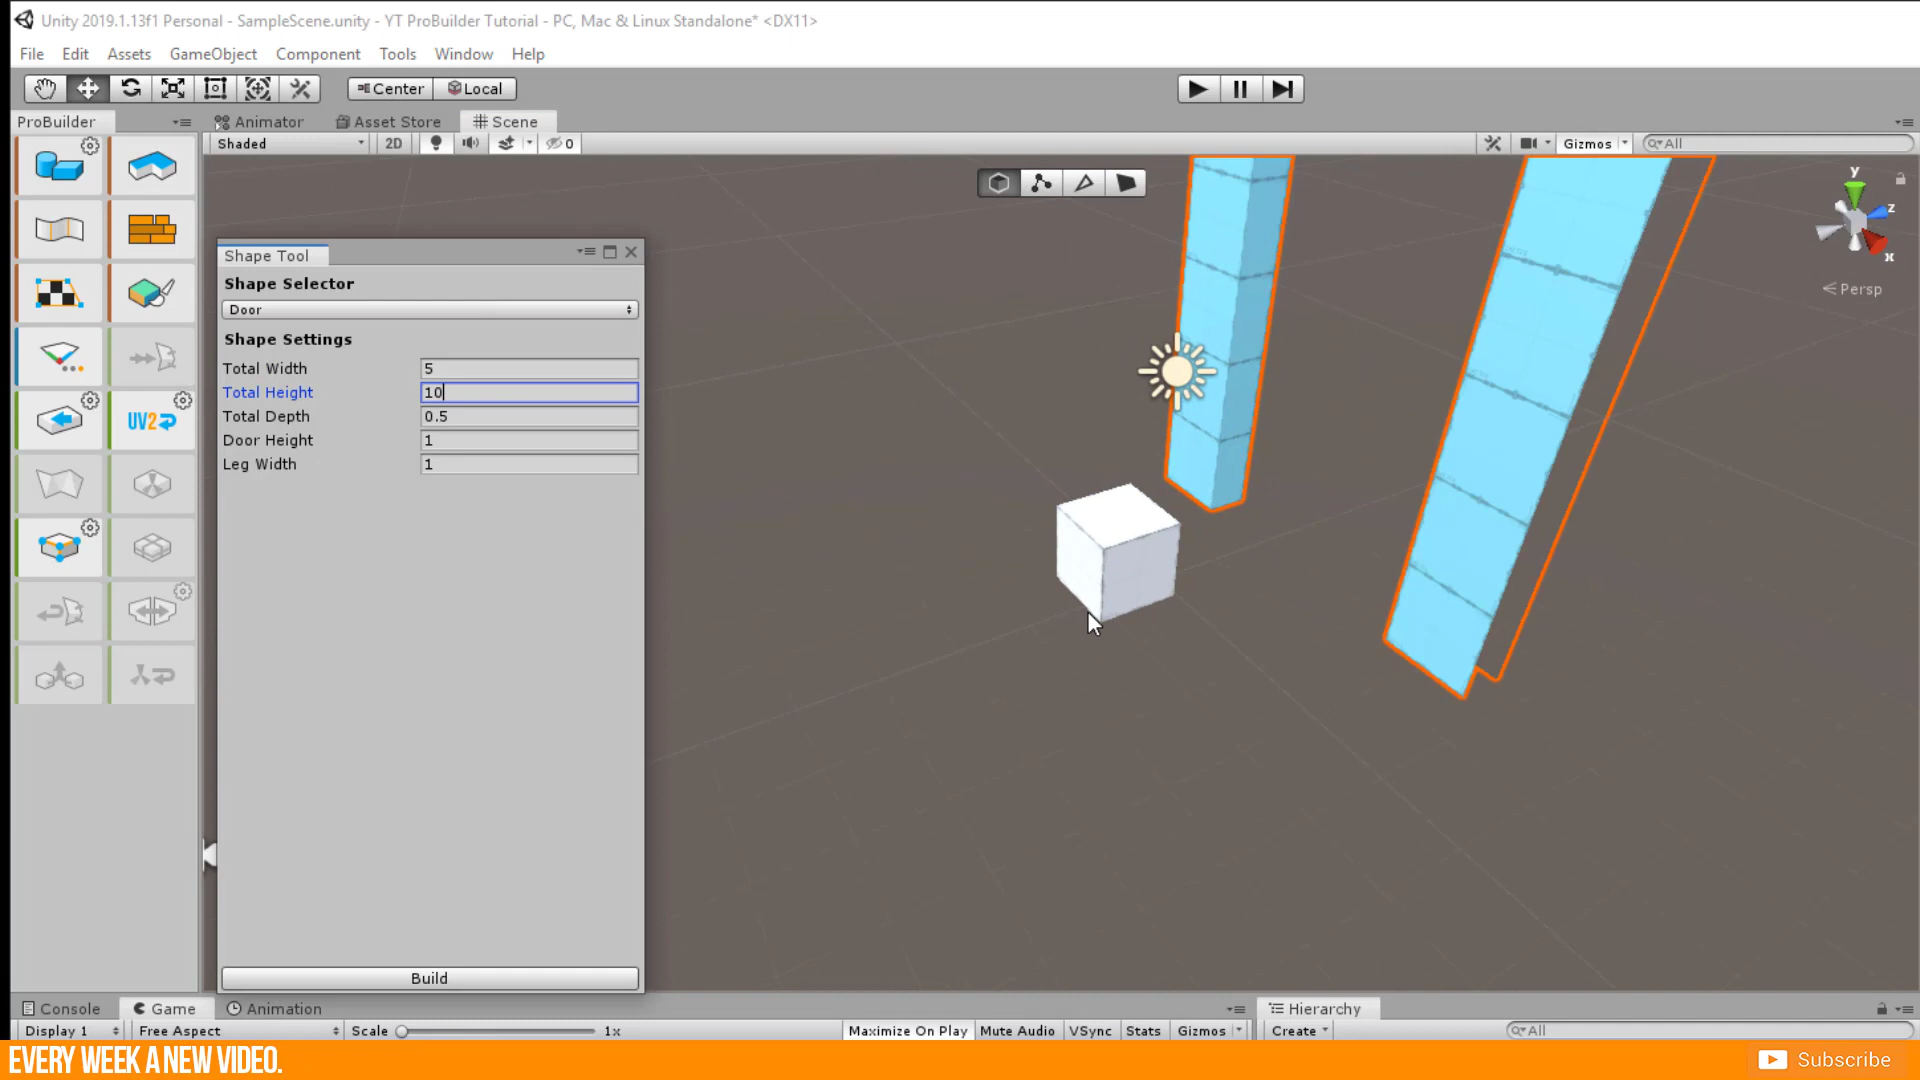 Unity 2019.1.13f1 Personal - SampleScene.unity - YT ProBuilder Tutorial - PC, Mac & Linux Standalone* <DX11>
File Edit Assets GameObject Component Tools Window Help
Center Local
ProBuilder Animator Asset Store Scene
Shaded 2D 0 Gizmos All
y
z
x
Persp
Shape Tool
Shape Selector
Door
Shape Settings
Total Width 5
Total Height 10
Total Depth 0.5
Door Height 1
Leg Width 1
UV2
Build
Console Game Animation Hierarchy
Display 1 Free Aspect Scale 1x Maximize On Play Mute Audio VSync Stats Gizmos Create All
EVERY WEEK A NEW VIDEO. Subscribe